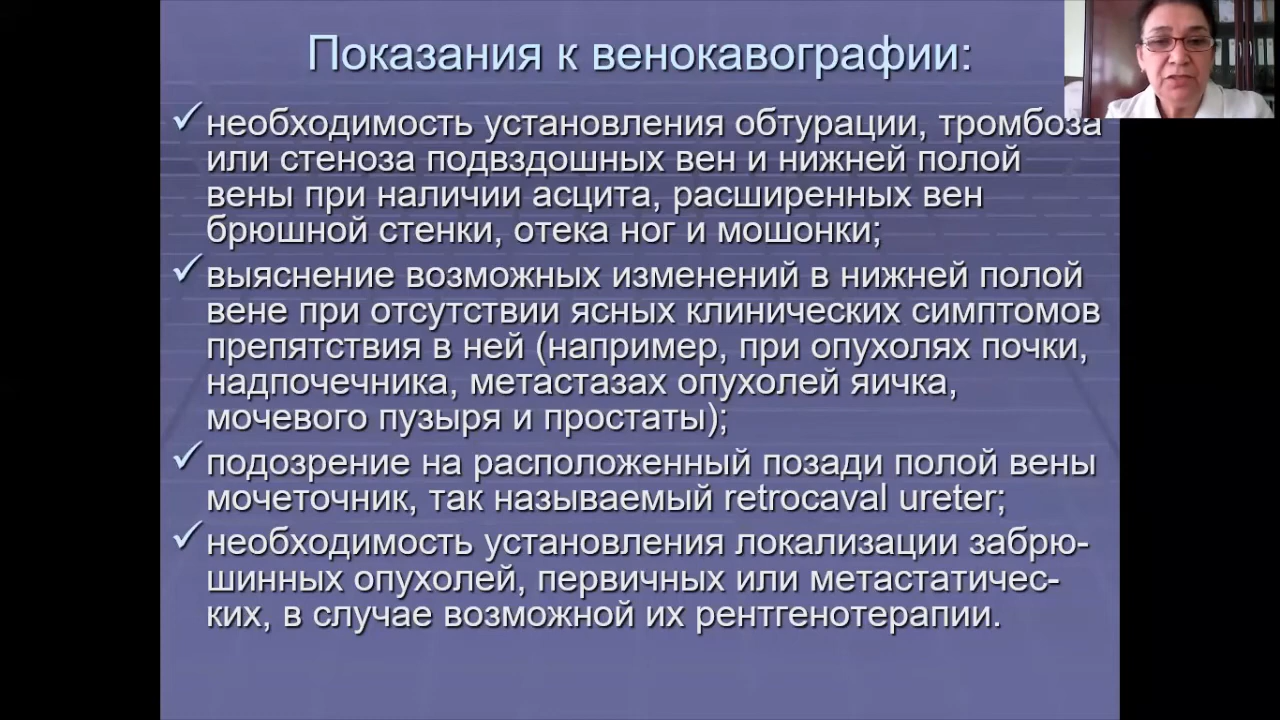 Показания к венокавографии:
необходимость установления обтурации, тромбоза
или стеноза подвздошных вен и нижней полой
вены при наличии асцита, расширенных вен
брюшной стенки, отека ног и мошонки;
выяснение возможных изменений в нижней полой
вене при отсутствии ясных клинических симптомов
препятствия в ней (например, при опухолях почки,
надпочечника, метастазах опухолей яичка,
мочевого пузыря и простаты);
подозрение на расположенный позади полой вены
мочеточник, так называемый retrocaval ureter;
необходимость установления локализации забрю-
шинных опухолей, первичных или метастатичес-
ких, в случае возможной их рентгенотерапии.